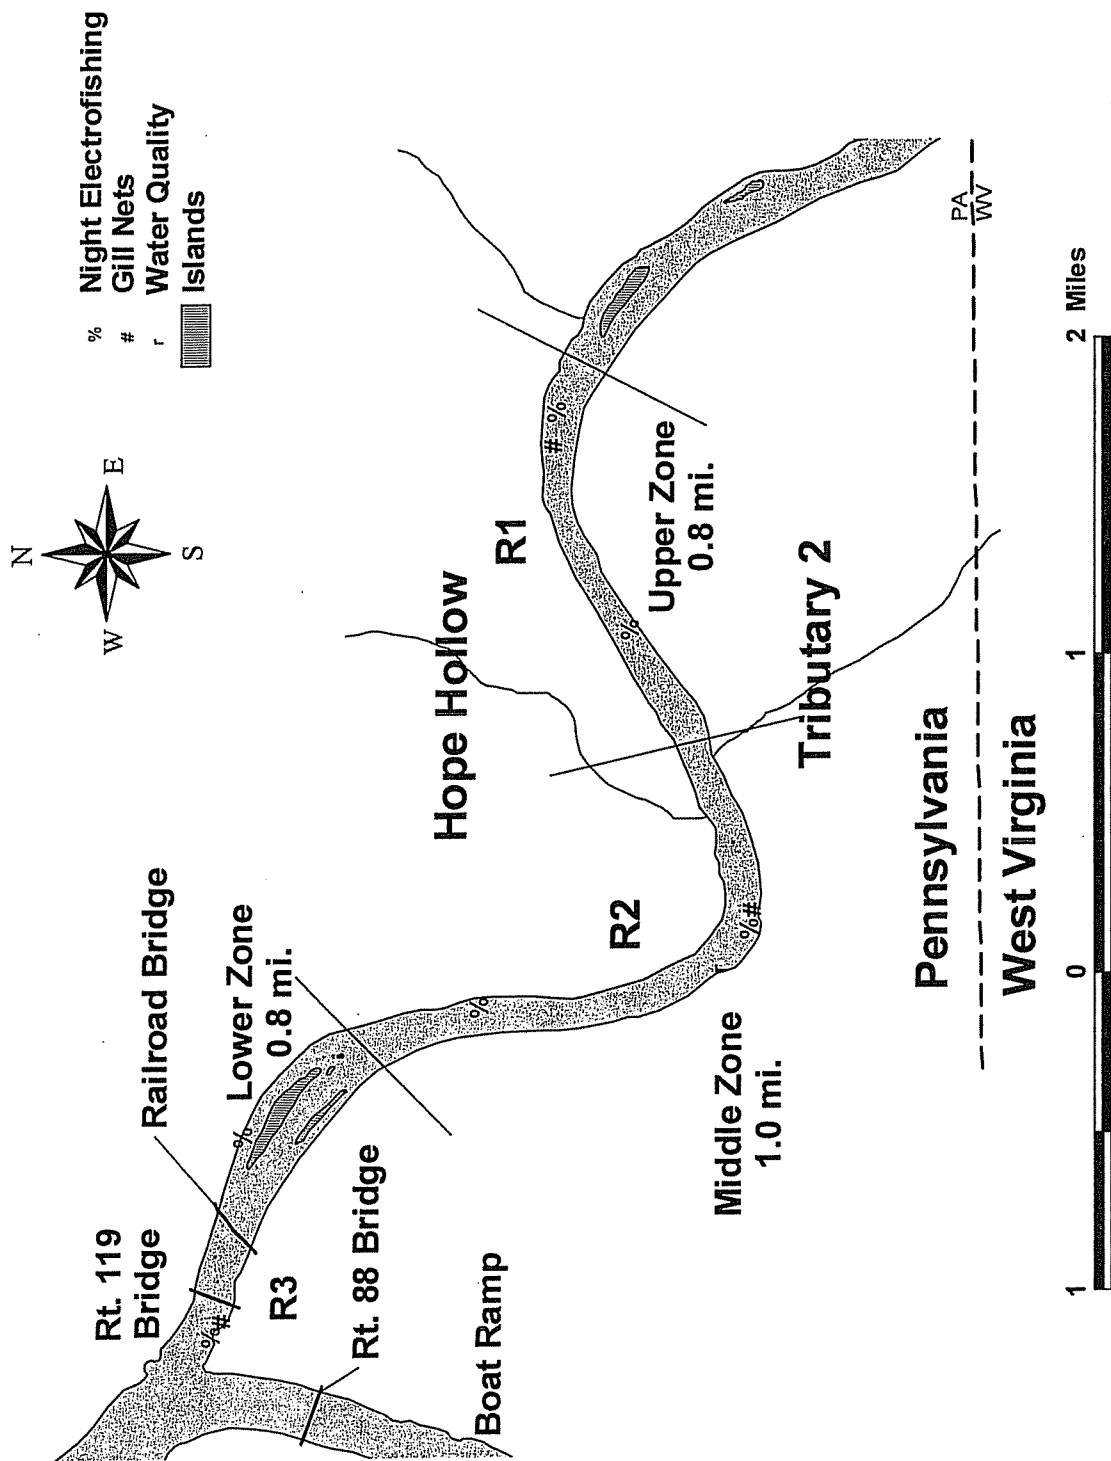 N
W
E
S
% Night Electrofishing
# Gill Nets
r Water Quality
Islands
Rt. 119
Bridge
Railroad Bridge
Lower Zone
0.8 mi.
R3
Rt. 88 Bridge
Boat Ramp
Hope Hollow
R1
R2
Upper Zone
0.8 mi.
Tributary 2
Middle Zone
1.0 mi.
%#
%
%
%#
%
# %
Pennsylvania
West Virginia
PA
WV
1
0
1
2 Miles